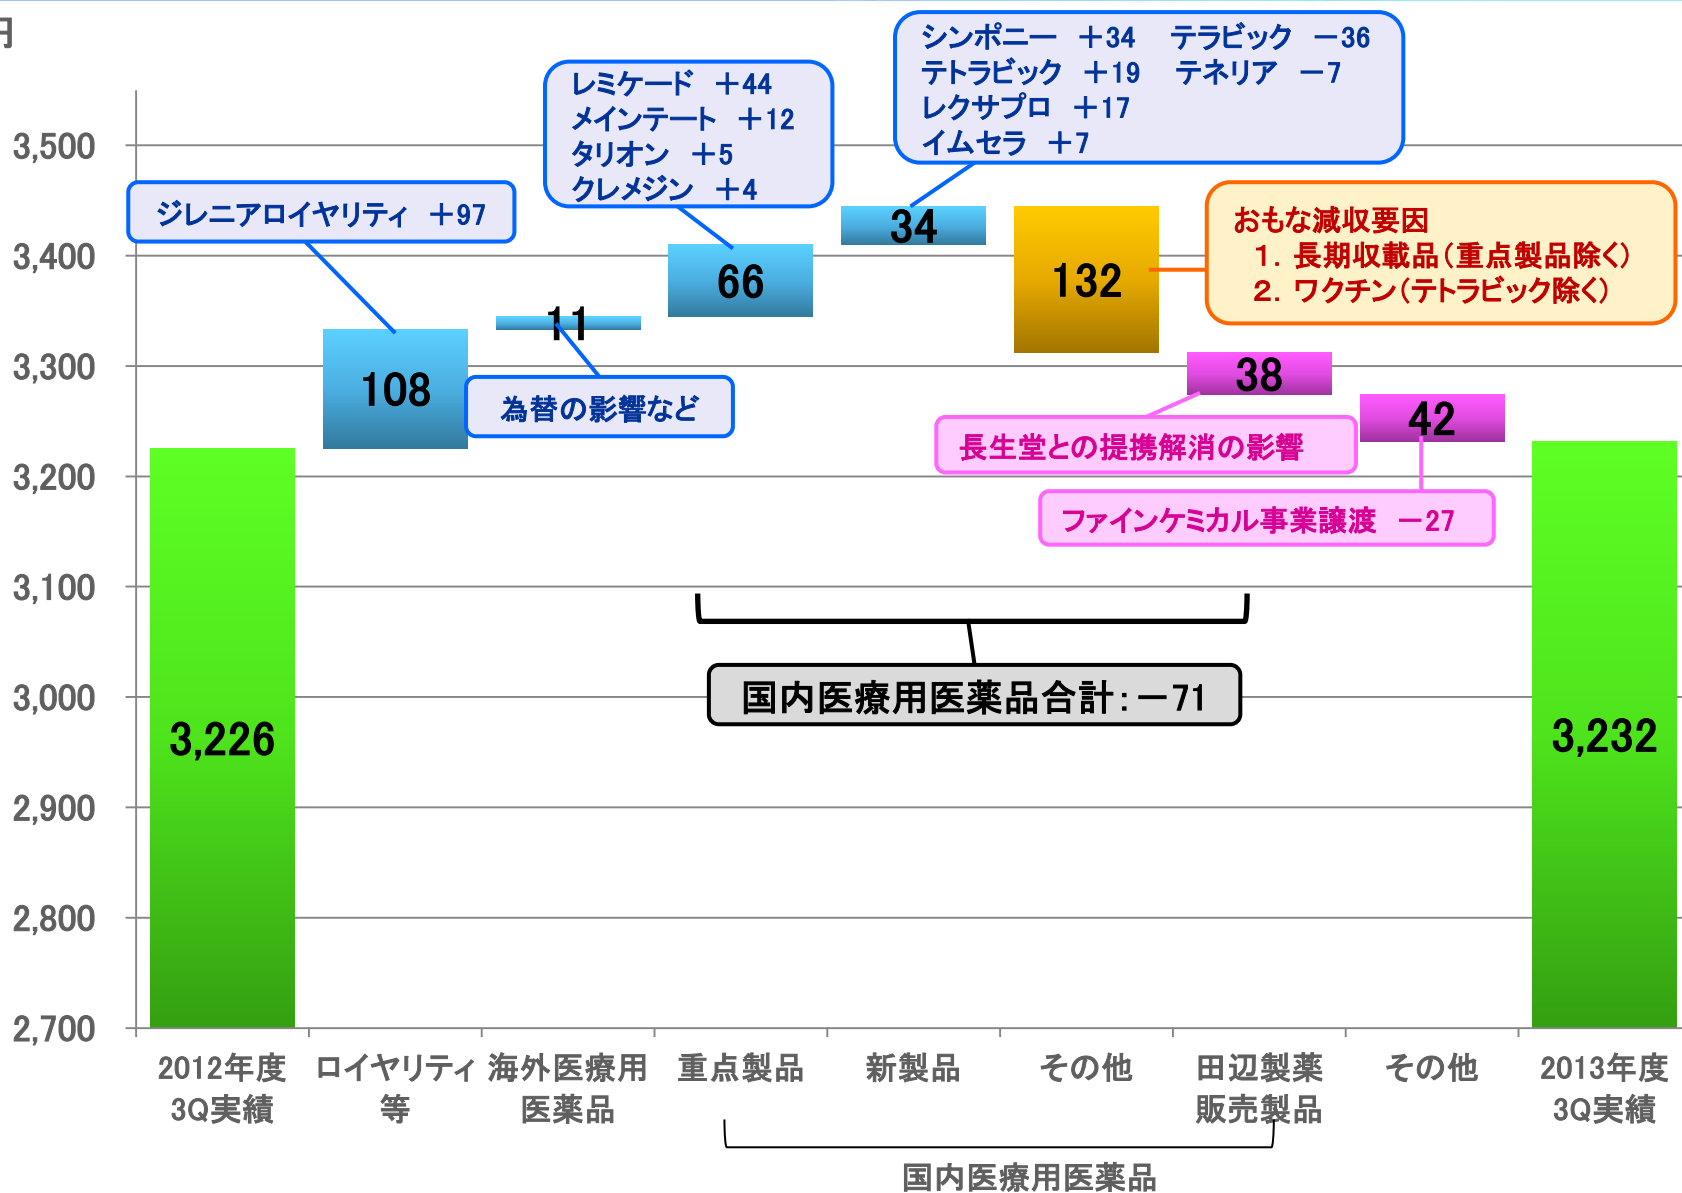 円
シンポニー ＋34 テラビック －36
テトラビック ＋19 テネリア －7
レクサプロ ＋17
イムセラ ＋7
レミケード ＋44
メインテート ＋12
タリオン ＋5
クレメジン ＋4
ジレニアロイヤリティ ＋97
おもな減収要因
1. 長期収載品（重点製品除く）
2. ワクチン（テトラビック除く）
為替の影響など
長生堂との提携解消の影響
ファインケミカル事業譲渡 －27
国内医療用医薬品合計：－71
3,500
3,400
3,300
3,200
3,100
3,000
2,900
2,800
2,700
3,226
108
11
66
34
132
38
42
3,232
2012年度
3Q実績
ロイヤリティ
等
海外医療用
医薬品
重点製品
新製品
その他
田辺製薬
販売製品
その他
2013年度
3Q実績
国内医療用医薬品